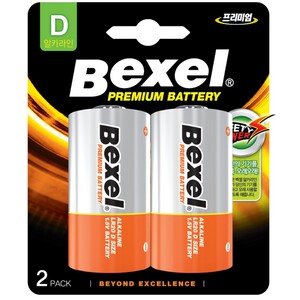 D
알카라인
프리미엄
Bexel®
PREMIUM BATTERY
Bexel
PREMIUM BATTERY
ALKALINE
LR20 D SIZE
1.5V BATTERY
Bexel
PREMIUM BATTERY
ALKALINE
LR20 D SIZE
1.5V BATTERY
2 PACK
BEYOND EXCELLENCE